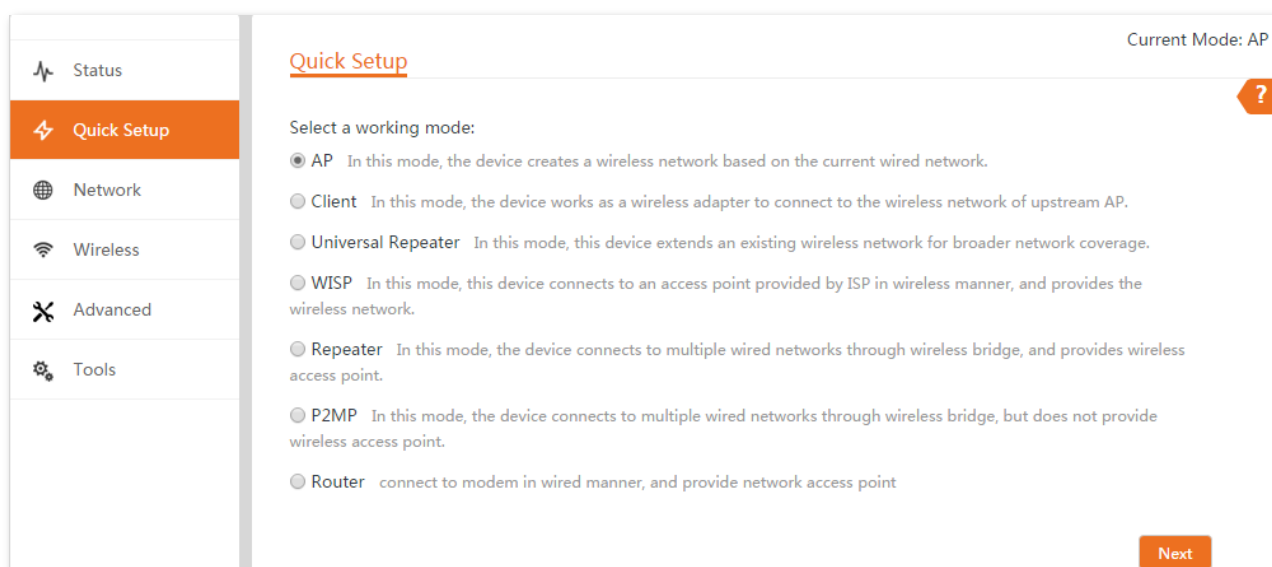 Current Mode: AP
Status
Quick Setup
Network
Wireless
Advanced
Tools
Quick Setup
?
Select a working mode:
AP In this mode, the device creates a wireless network based on the current wired network.
Client In this mode, the device works as a wireless adapter to connect to the wireless network of upstream AP.
Universal Repeater In this mode, this device extends an existing wireless network for broader network coverage.
WISP In this mode, this device connects to an access point provided by ISP in wireless manner, and provides the
wireless network.
Repeater In this mode, the device connects to multiple wired networks through wireless bridge, and provides wireless
access point.
P2MP In this mode, the device connects to multiple wired networks through wireless bridge, but does not provide
wireless access point.
Router connect to modem in wired manner, and provide network access point
Next